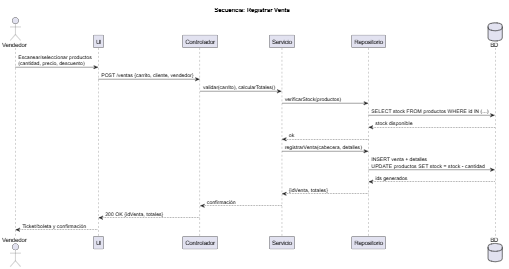 Secuencia: Registrar Venta
Vendedor
UI
Controlador
Servicio
Repositorio
BD
Escanear/seleccionar productos
(cantidad, precio, descuento)
POST /ventas {carrito, cliente, vendedor}
validar(carrito), calcularTotales()
verificarStock(productos)
SELECT stock FROM productos WHERE id IN (...)
stock disponible
ok
registrarVenta(cabecera, detalles)
INSERT venta + detalles
UPDATE productos SET stock = stock - cantidad
ids generados
{idVenta, totales}
confirmación
200 OK {idVenta, totales}
Ticket/boleta y confirmación
Vendedor
UI
Controlador
Servicio
Repositorio
BD